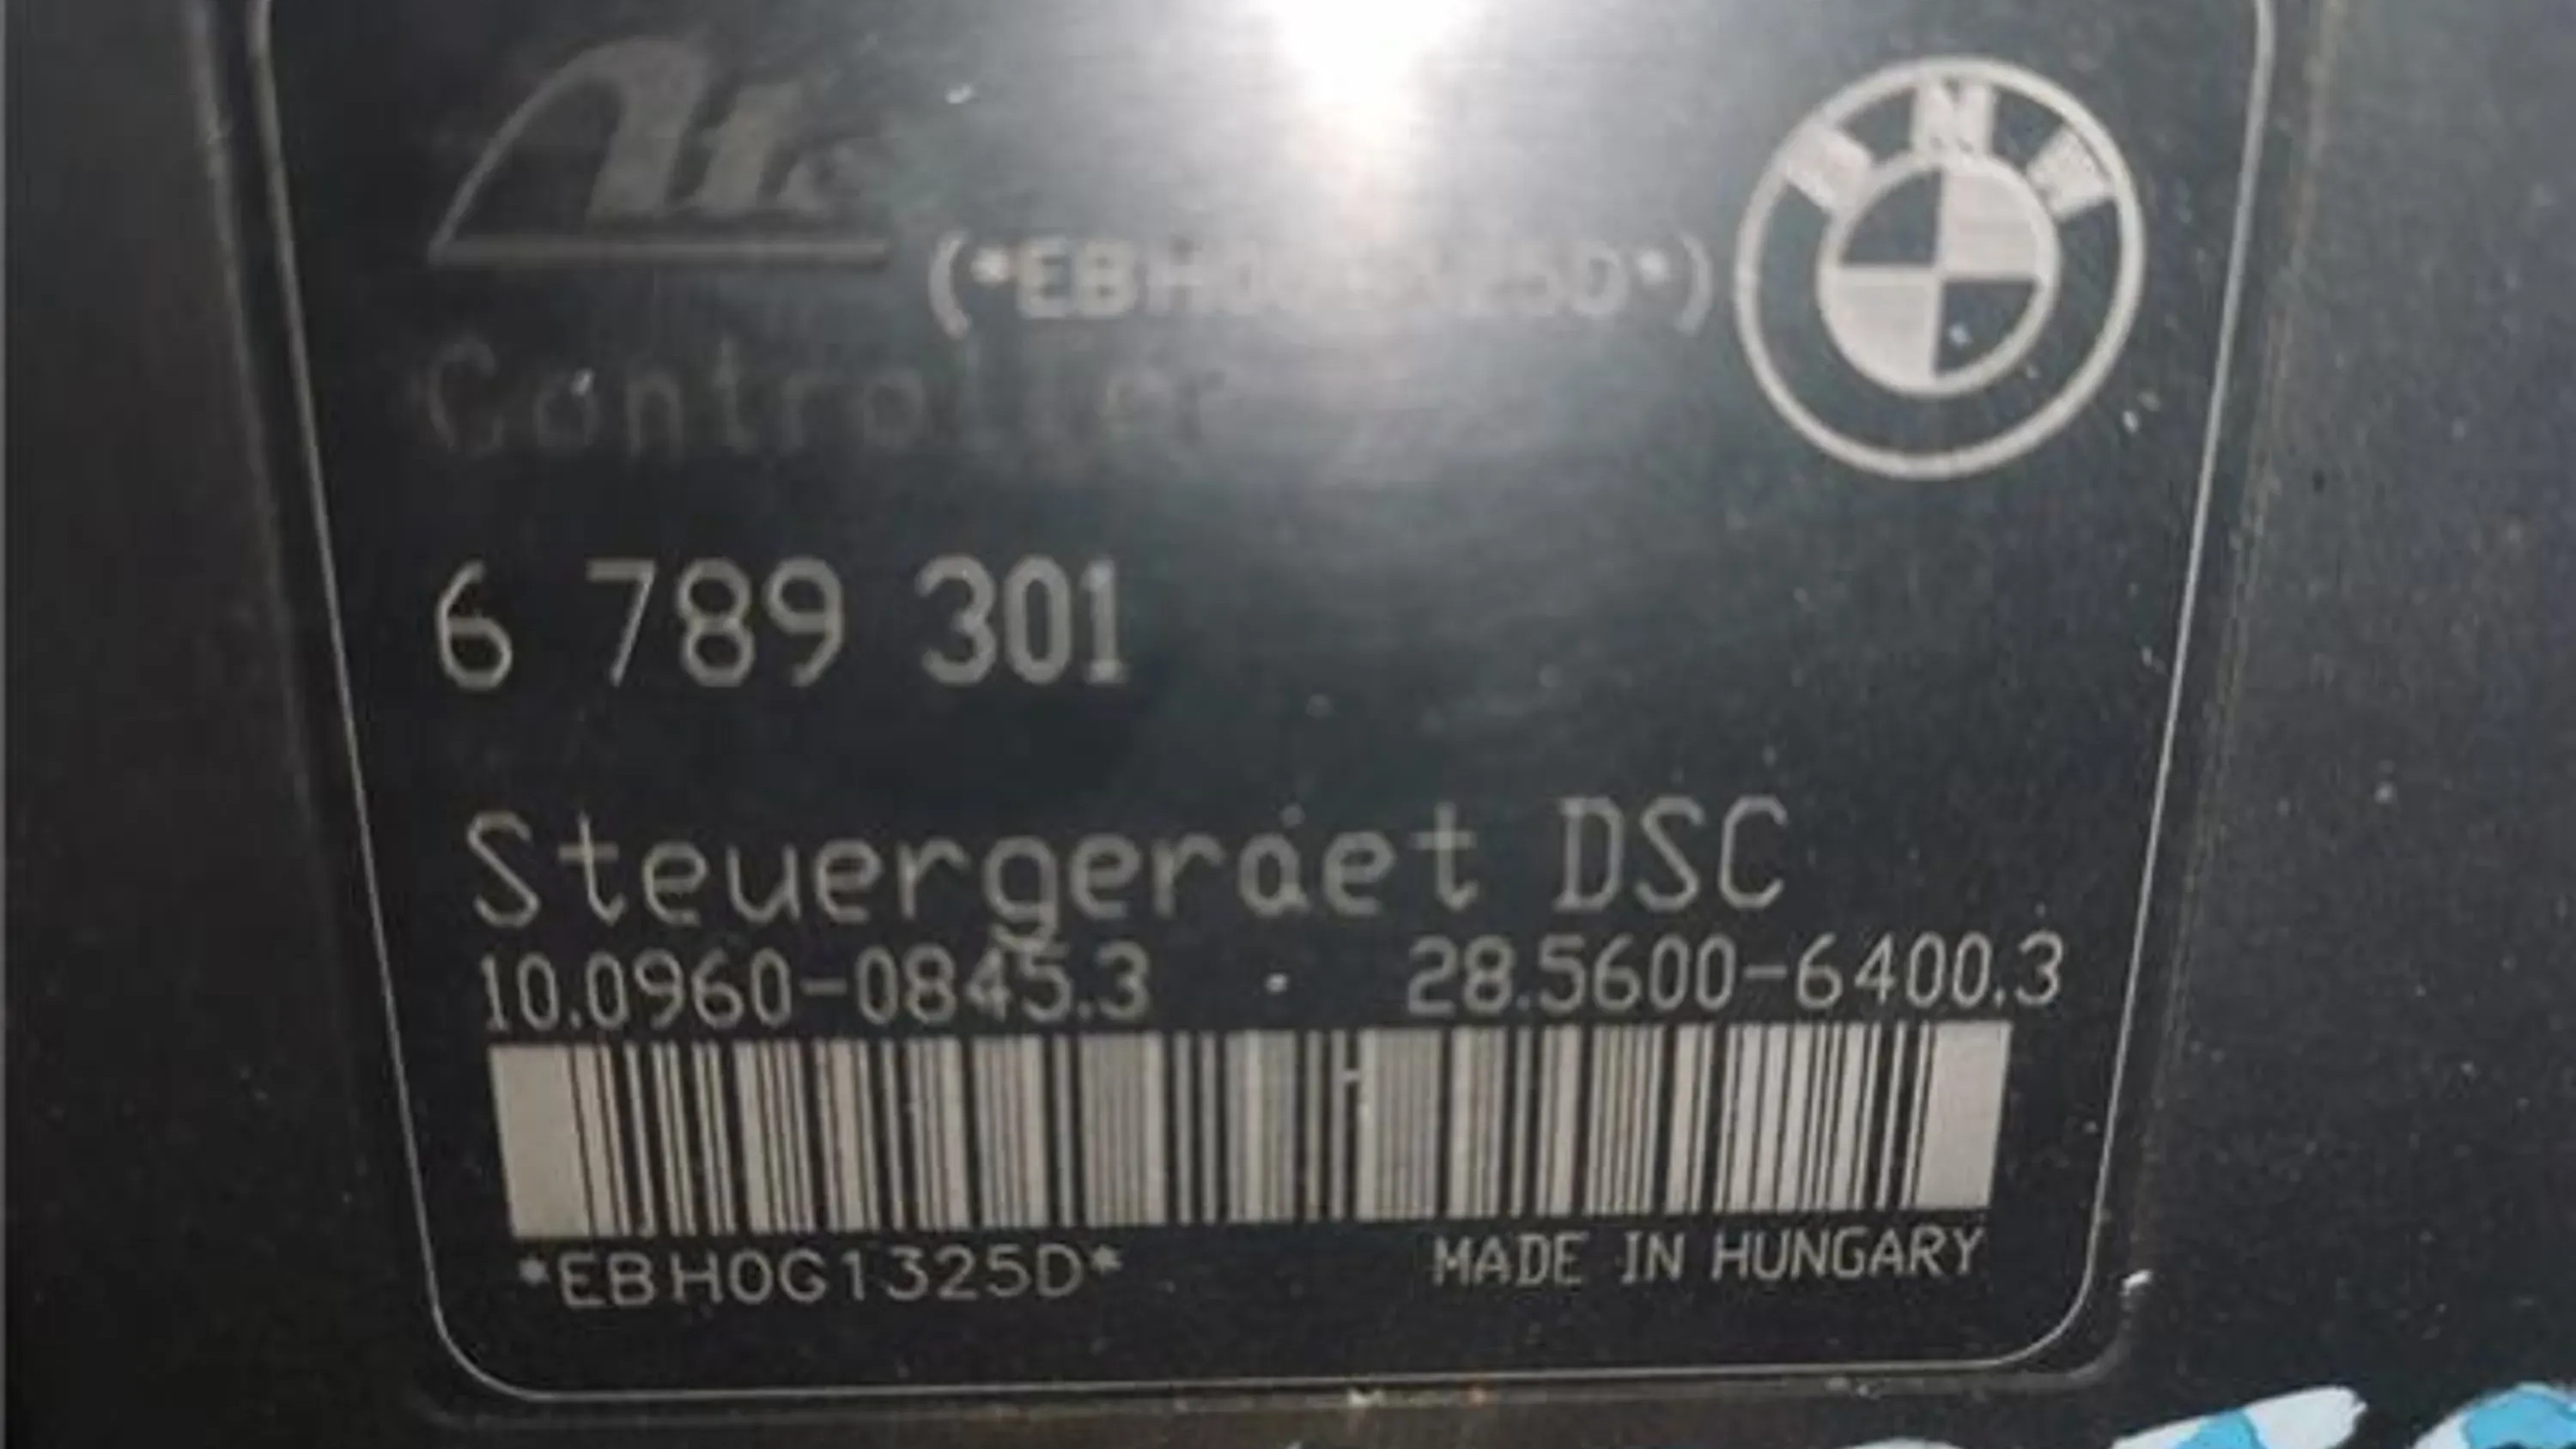 Ate
BMW
(*EBH0G1325D*)
Controller
6 789 301
Steuergeraet DSC
10.0960-0845.3 - 28.5600-6400.3
*EBH0G1325D*
MADE IN HUNGARY